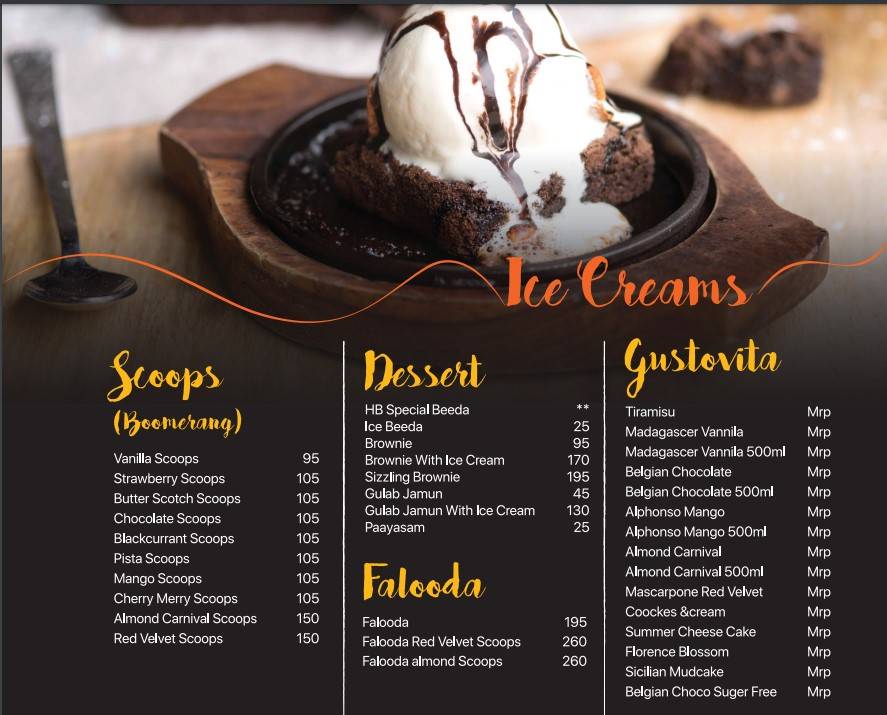 Ice Creams
Scoops
(Boomerang)
Vanilla Scoops 95
Strawberry Scoops 105
Butter Scotch Scoops 105
Chocolate Scoops 105
Blackcurrant Scoops 105
Pista Scoops 105
Mango Scoops 105
Cherry Merry Scoops 105
Almond Carnival Scoops 150
Red Velvet Scoops 150
Dessert
HB Special Beeda **
Ice Beeda 25
Brownie 95
Brownie With Ice Cream 170
Sizzling Brownie 195
Gulab Jamun 45
Gulab Jamun With Ice Cream 130
Paayasam 25
Falooda
Falooda 195
Falooda Red Velvet Scoops 260
Falooda almond Scoops 260
Gustovita
Tiramisu Mrp
Madagascer Vannila Mrp
Madagascer Vannila 500ml Mrp
Belgian Chocolate Mrp
Belgian Chocolate 500ml Mrp
Alphonso Mango Mrp
Alphonso Mango 500ml Mrp
Almond Carnival Mrp
Almond Carnival 500ml Mrp
Mascarpone Red Velvet Mrp
Coockes &cream Mrp
Summer Cheese Cake Mrp
Florence Blossom Mrp
Sicilian Mudcake Mrp
Belgian Choco Suger Free Mrp